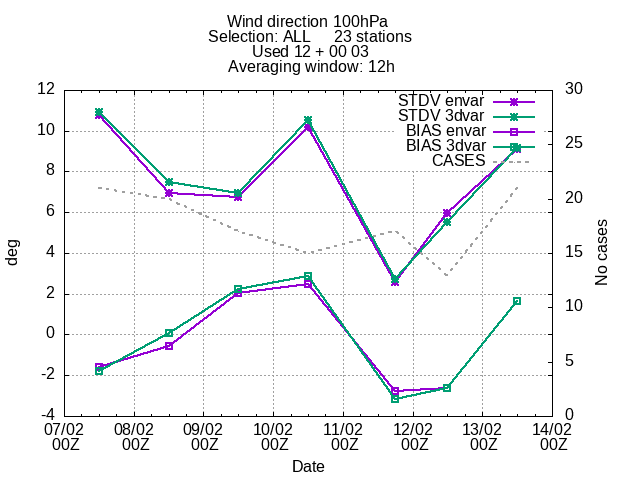 Wind direction 100hPa
Selection: ALL 23 stations
Used 12 + 00 03
Averaging window: 12h
STDV envar
STDV 3dvar
BIAS envar
BIAS 3dvar
CASES
12
10
8
6
4
2
0
-2
-4
deg
30
25
20
15
10
5
0
No cases
07/02 08/02 09/02 10/02 11/02 12/02 13/02 14/02
00Z 00Z 00Z 00Z 00Z 00Z 00Z 00Z
Date